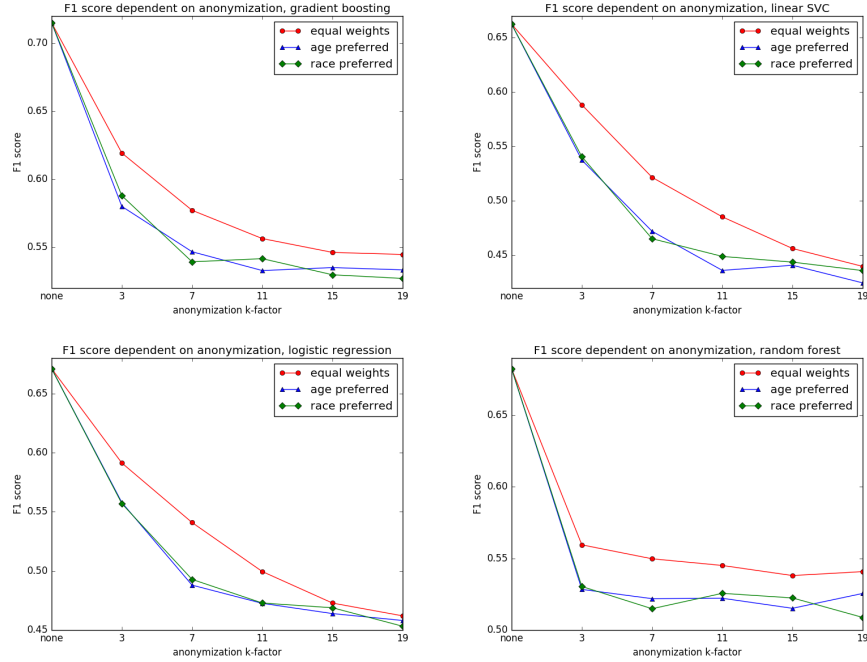 F1 score dependent on anonymization, gradient boosting
equal weights
age preferred
race preferred
0.70
0.65
0.60
0.55
F1 score
none 3 7 11 15 19
anonymization k-factor
F1 score dependent on anonymization, linear SVC
equal weights
age preferred
race preferred
0.65
0.60
0.55
0.50
0.45
F1 score
none 3 7 11 15 19
anonymization k-factor
F1 score dependent on anonymization, logistic regression
equal weights
age preferred
race preferred
0.65
0.60
0.55
0.50
0.45
F1 score
none 3 7 11 15 19
anonymization k-factor
F1 score dependent on anonymization, random forest
equal weights
age preferred
race preferred
0.65
0.60
0.55
0.50
F1 score
none 3 7 11 15 19
anonymization k-factor